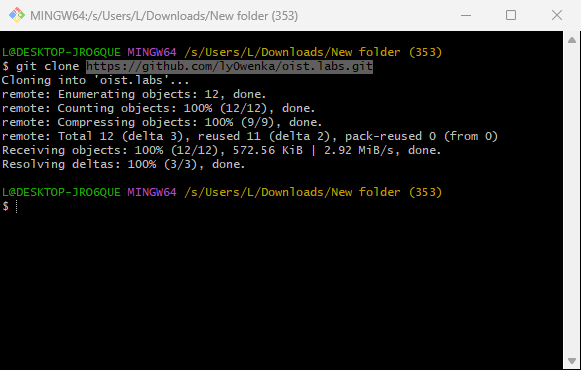 MINGW64:/s/Users/L/Downloads/New folder (353)
L@DESKTOP-JRO6QUE MINGW64 /s/Users/L/Downloads/New folder (353)
$ git clone https://github.com/ly0wenka/oist.labs.git
Cloning into 'oist.labs'...
remote: Enumerating objects: 12, done.
remote: Counting objects: 100% (12/12), done.
remote: Compressing objects: 100% (9/9), done.
remote: Total 12 (delta 3), reused 11 (delta 2), pack-reused 0 (from 0)
Receiving objects: 100% (12/12), 572.56 KiB | 2.92 MiB/s, done.
Resolving deltas: 100% (3/3), done.
L@DESKTOP-JRO6QUE MINGW64 /s/Users/L/Downloads/New folder (353)
$